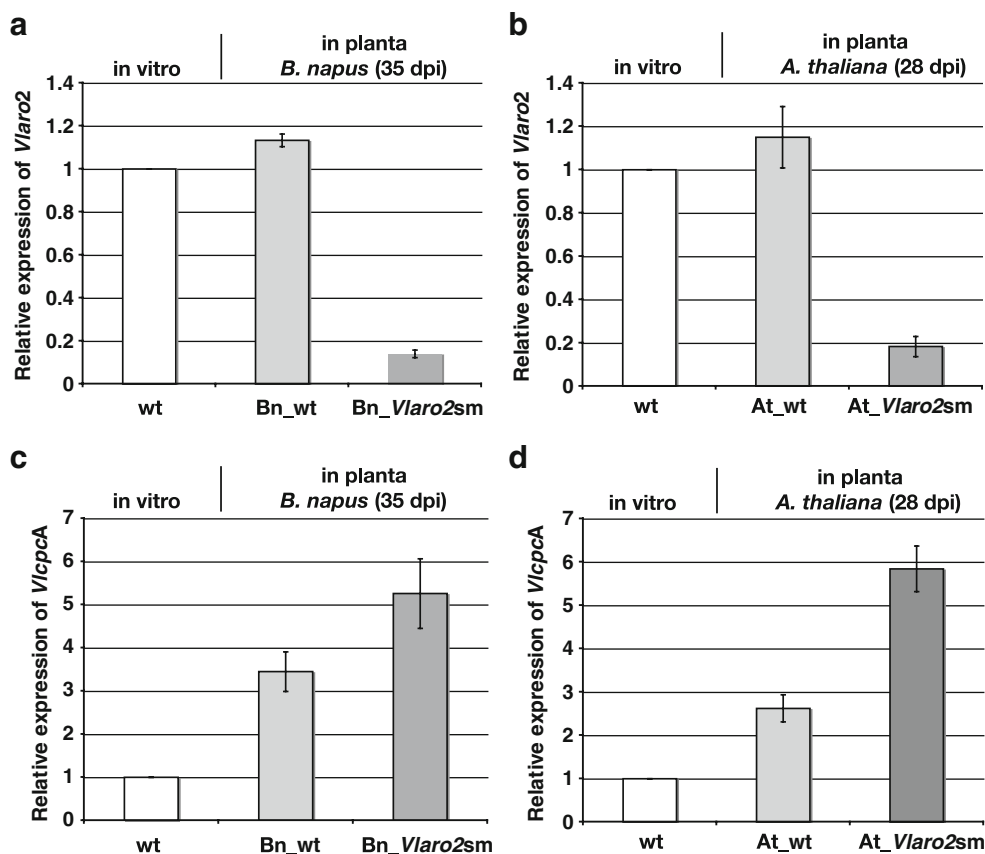 a
in planta
in vitro
B. napus (35 dpi)
Relative expression of Vlaro2
1.4
1.2
1
0.8
0.6
0.4
0.2
0
wt
Bn_wt
Bn_Vlaro2sm
b
in planta
in vitro
A. thaliana (28 dpi)
Relative expression of Vlaro2
1.4
1.2
1
0.8
0.6
0.4
0.2
0
wt
At_wt
At_Vlaro2sm
c
in planta
in vitro
B. napus (35 dpi)
Relative expression of VlcpcA
7
6
5
4
3
2
1
0
wt
Bn_wt
Bn_Vlaro2sm
d
in planta
in vitro
A. thaliana (28 dpi)
Relative expression of VlcpcA
7
6
5
4
3
2
1
0
wt
At_wt
At_Vlaro2sm